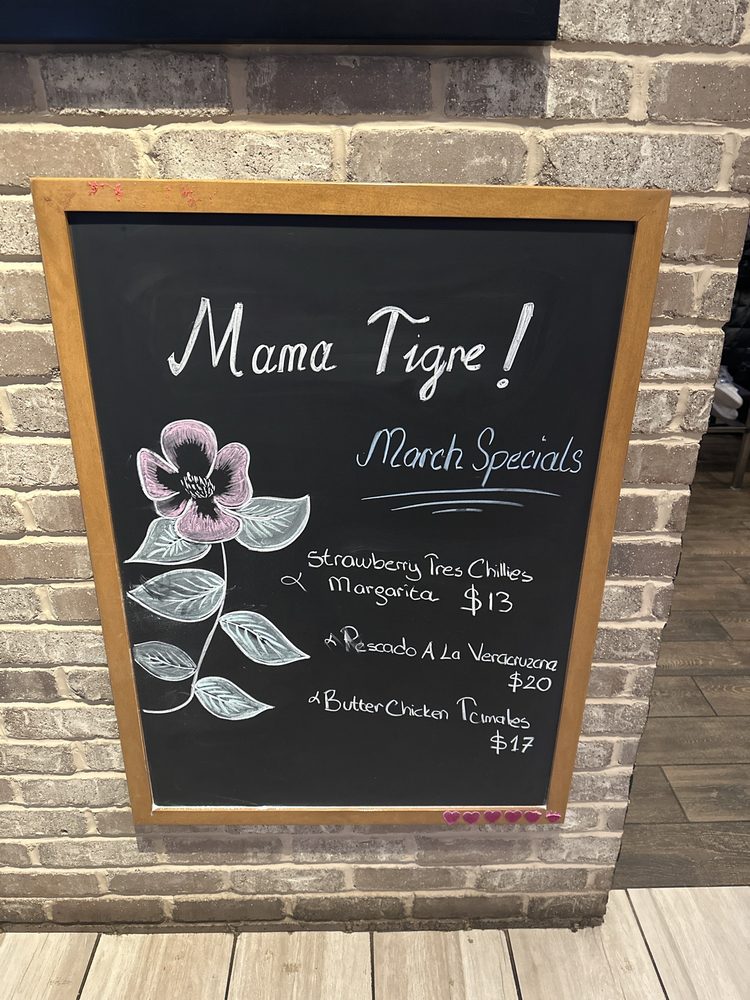 Mama Tigre!
March Specials
Strawberry Tres Chillies
Margarita $13
Pescado A La Veracruzana
$20
Butter Chicken Tamales
$17